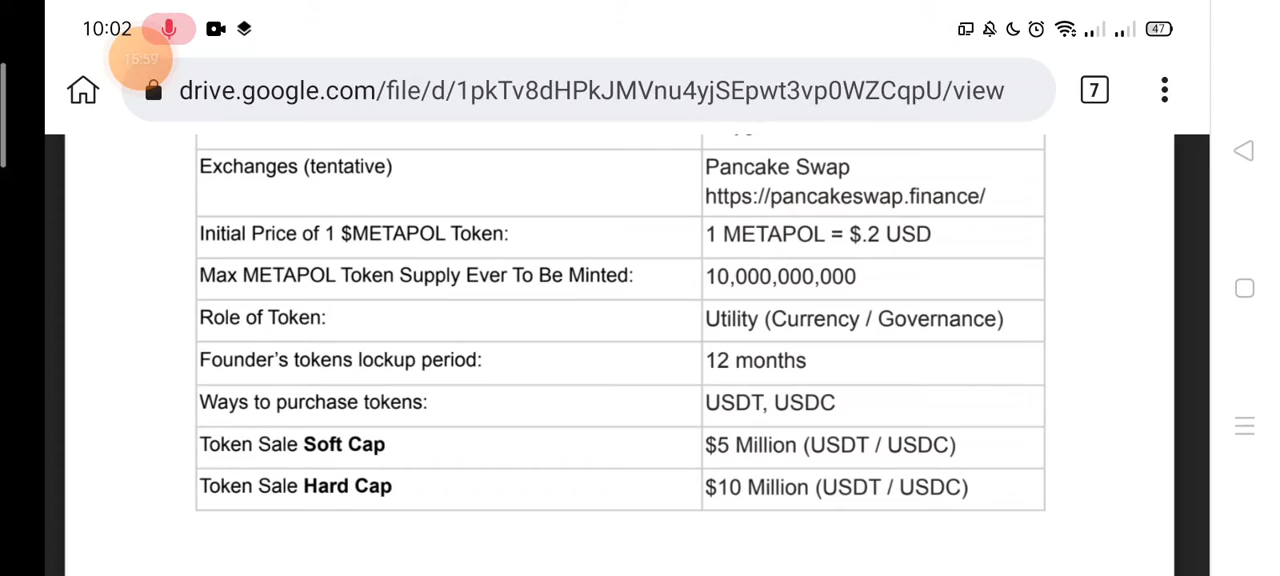 10:02
15:59
47
drive.google.com/file/d/1pkTv8dHPkJMVnu4yjSEpwt3vp0WZCqpU/view
7
Exchanges (tentative)
Pancake Swap
https://pancakeswap.finance/
Initial Price of 1 $METAPOL Token:
1 METAPOL = $.2 USD
Max METAPOL Token Supply Ever To Be Minted:
10,000,000,000
Role of Token:
Utility (Currency / Governance)
Founder's tokens lockup period:
12 months
Ways to purchase tokens:
USDT, USDC
Token Sale Soft Cap
$5 Million (USDT / USDC)
Token Sale Hard Cap
$10 Million (USDT / USDC)